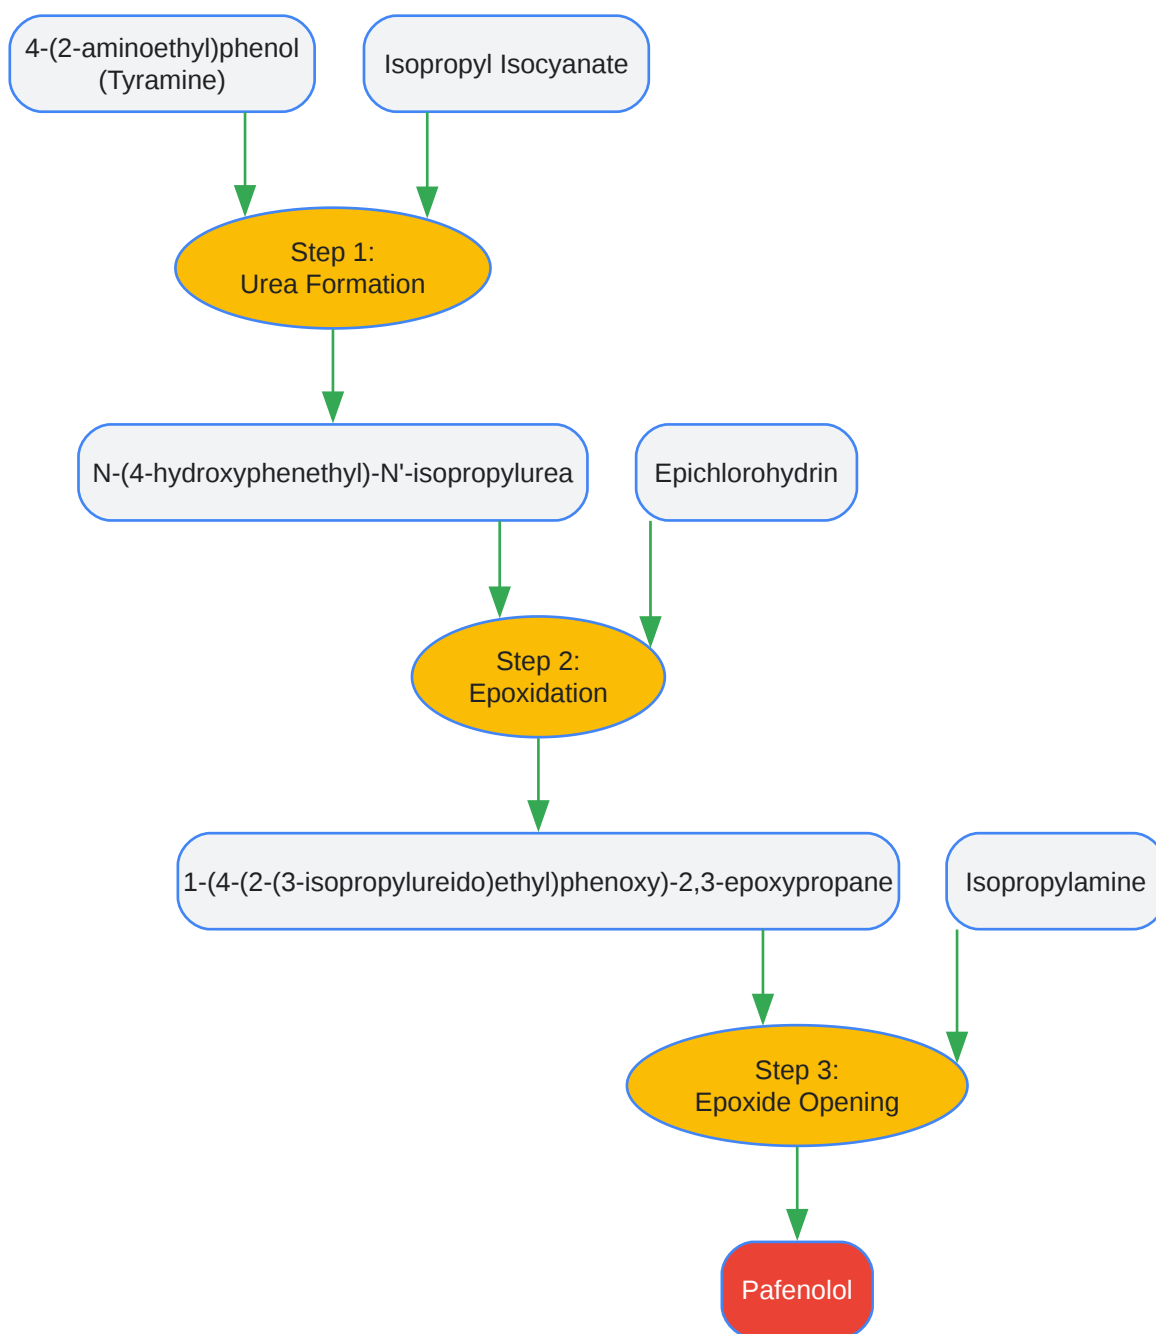 4-(2-aminoethyl)phenol
(Tyramine)
Isopropyl Isocyanate
Step 1:
Urea Formation
N-(4-hydroxyphenethyl)-N'-isopropylurea
Epichlorohydrin
Step 2:
Epoxidation
1-(4-(2-(3-isopropylureido)ethyl)phenoxy)-2,3-epoxypropane
Isopropylamine
Step 3:
Epoxide Opening
Pafenolol